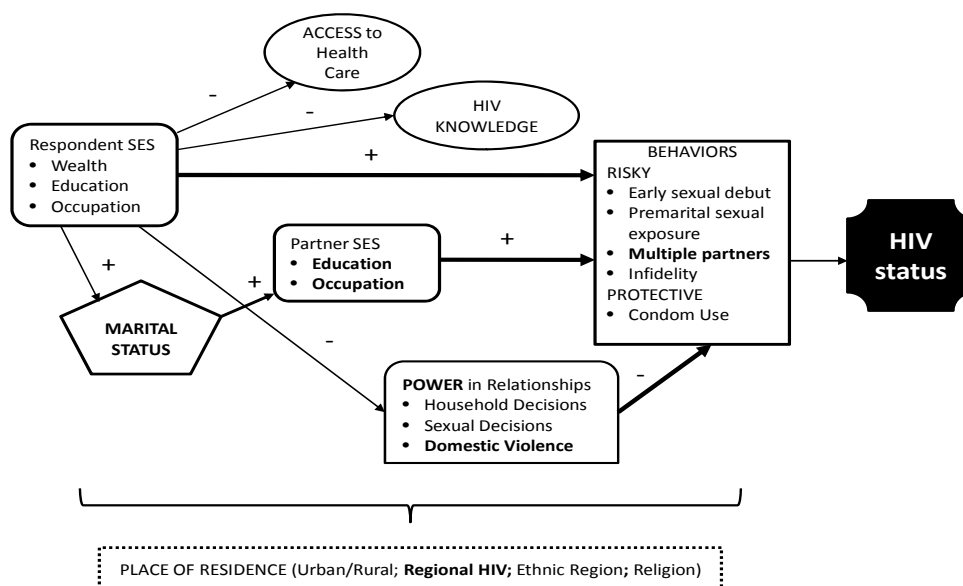 ACCESS to
Health
Care
-
-
HIV
KNOWLEDGE
Respondent SES
• Wealth
• Education
• Occupation
+
BEHAVIORS
RISKY
• Early sexual debut
• Premarital sexual
exposure
• Multiple partners
• Infidelity
PROTECTIVE
• Condom Use
HIV
status
Partner SES
• Education
• Occupation
+
+
+
MARITAL
STATUS
-
-
POWER in Relationships
• Household Decisions
• Sexual Decisions
• Domestic Violence
PLACE OF RESIDENCE (Urban/Rural; Regional HIV; Ethnic Region; Religion)